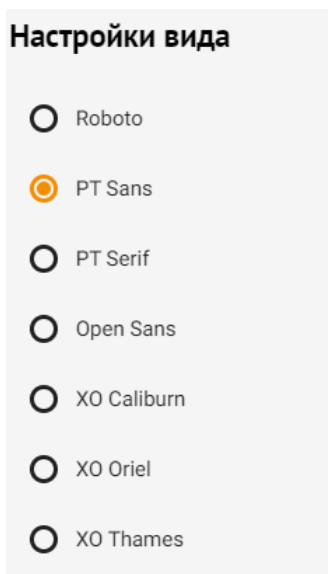 Настройки вида
Roboto
PT Sans
PT Serif
Open Sans
XO Caliburn
XO Oriel
XO Thames